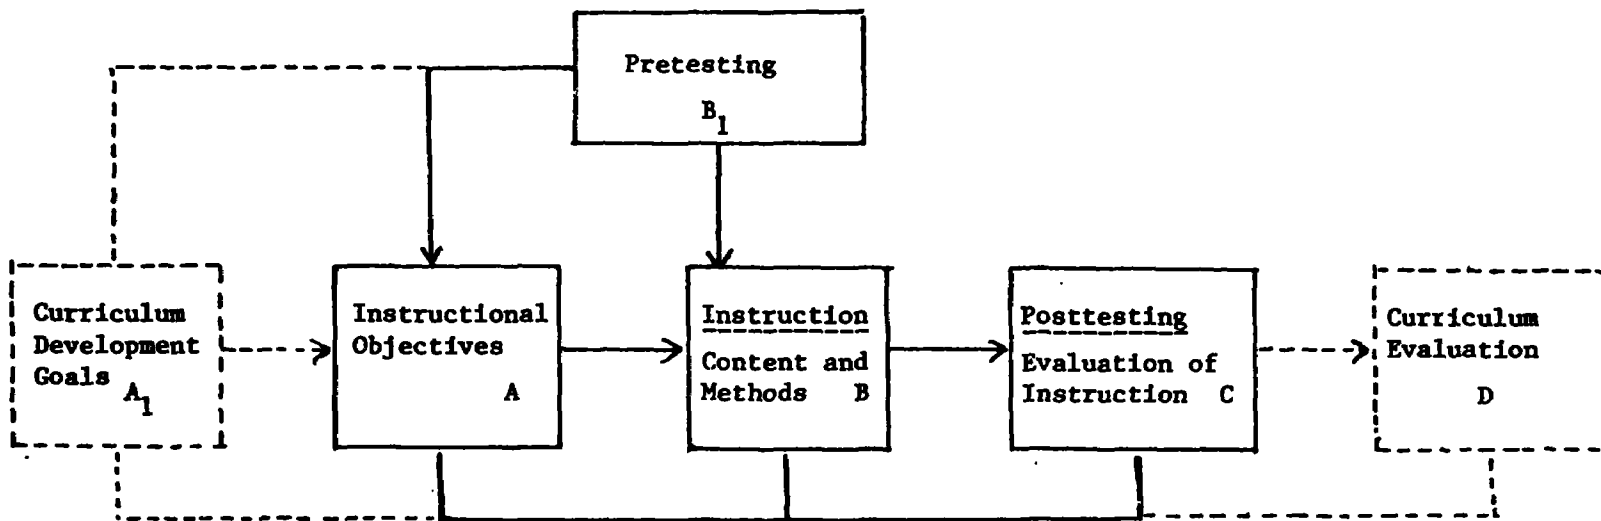 Pretesting
B1
Curriculum
Development
Goals A1
Instructional
Objectives
A
Instruction
Content and
Methods B
Posttesting
Evaluation of
Instruction C
Curriculum
Evaluation
D